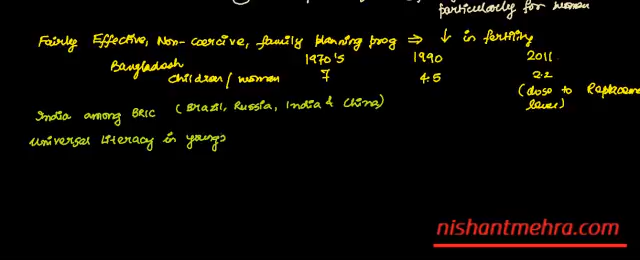 particularly for women
Fairly Effective, Non-coercive, family planning prog ⇒ ↓ in fertility
Bangladesh 1970's 1990 2011
Children / woman 7 4.5 2.2
(close to Replaceme
level)
India among BRIC (Brazil, Russia, India & China)
Universal Literacy in young
nishantmehra.com